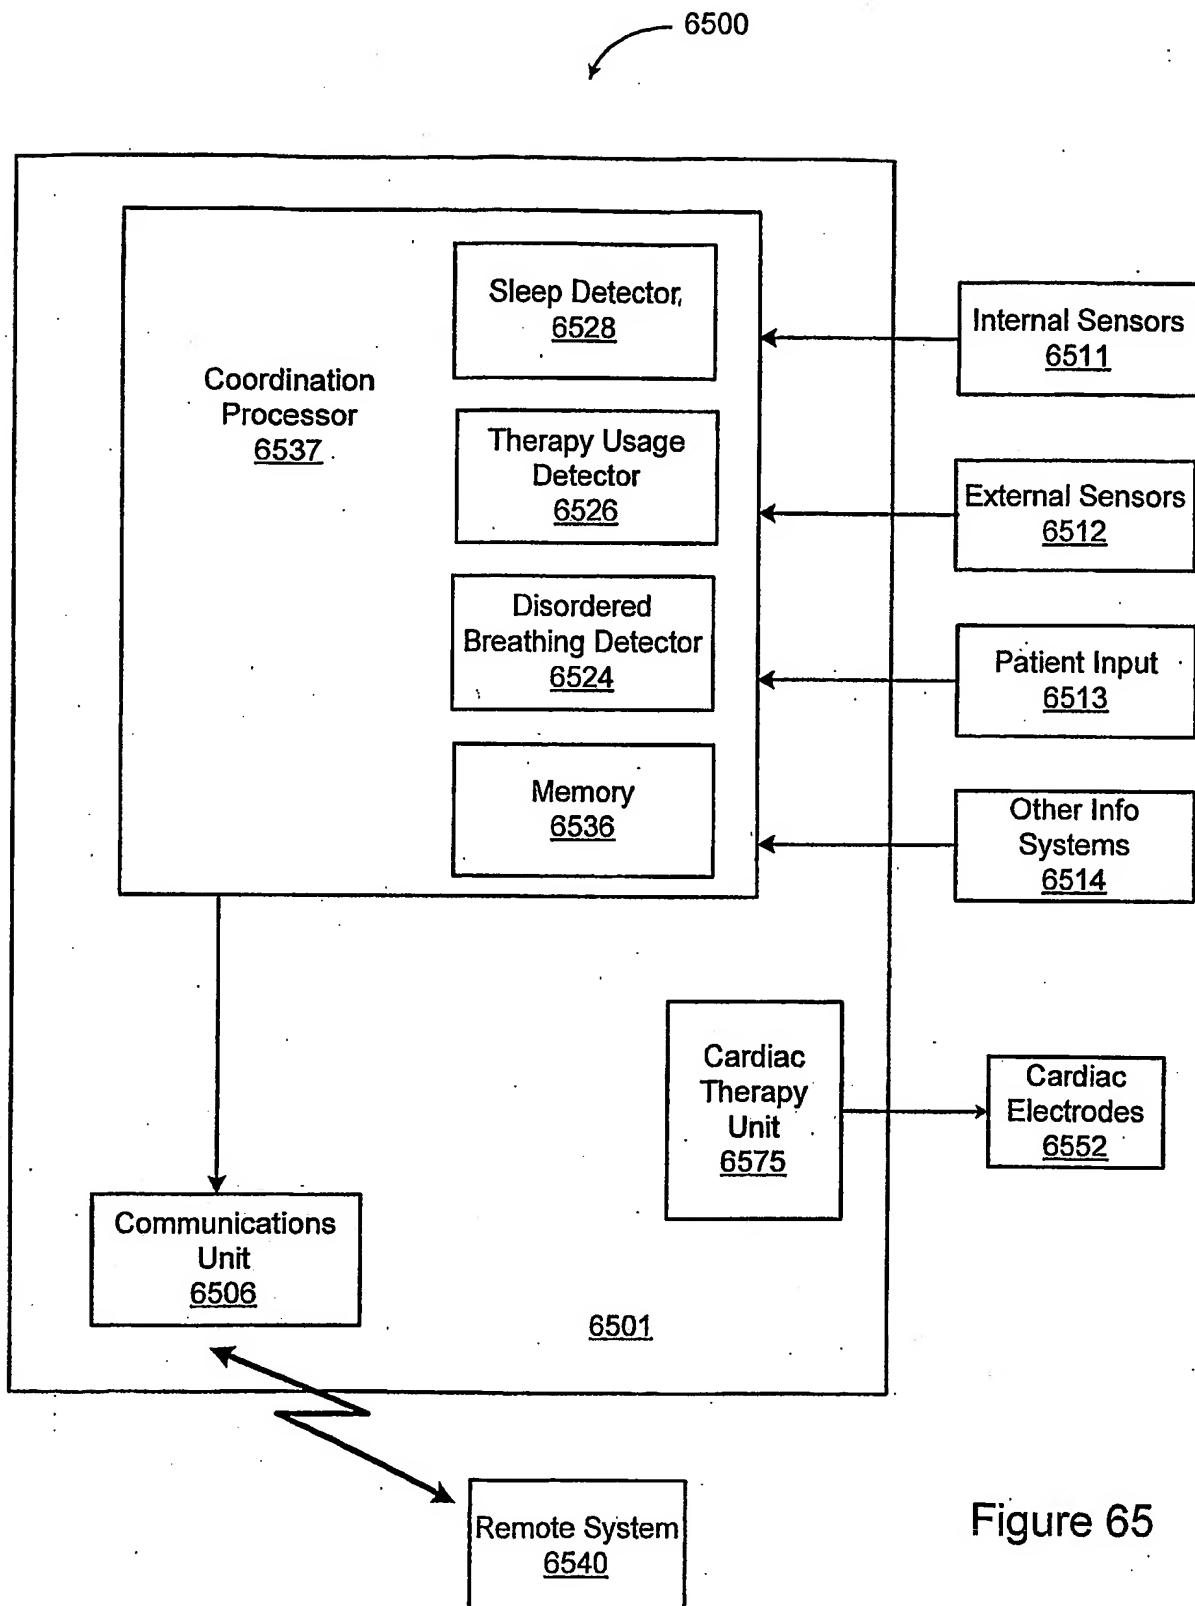 6500
Sleep Detector,
6528
Coordination
Processor
6537
Therapy Usage
Detector
6526
Disordered
Breathing Detector
6524
Memory
6536
Internal Sensors
6511
External Sensors
6512
Patient Input
6513
Other Info
Systems
6514
Cardiac
Therapy
Unit
6575
Cardiac
Electrodes
6552
Communications
Unit
6506
6501
Remote System
6540
Figure 65